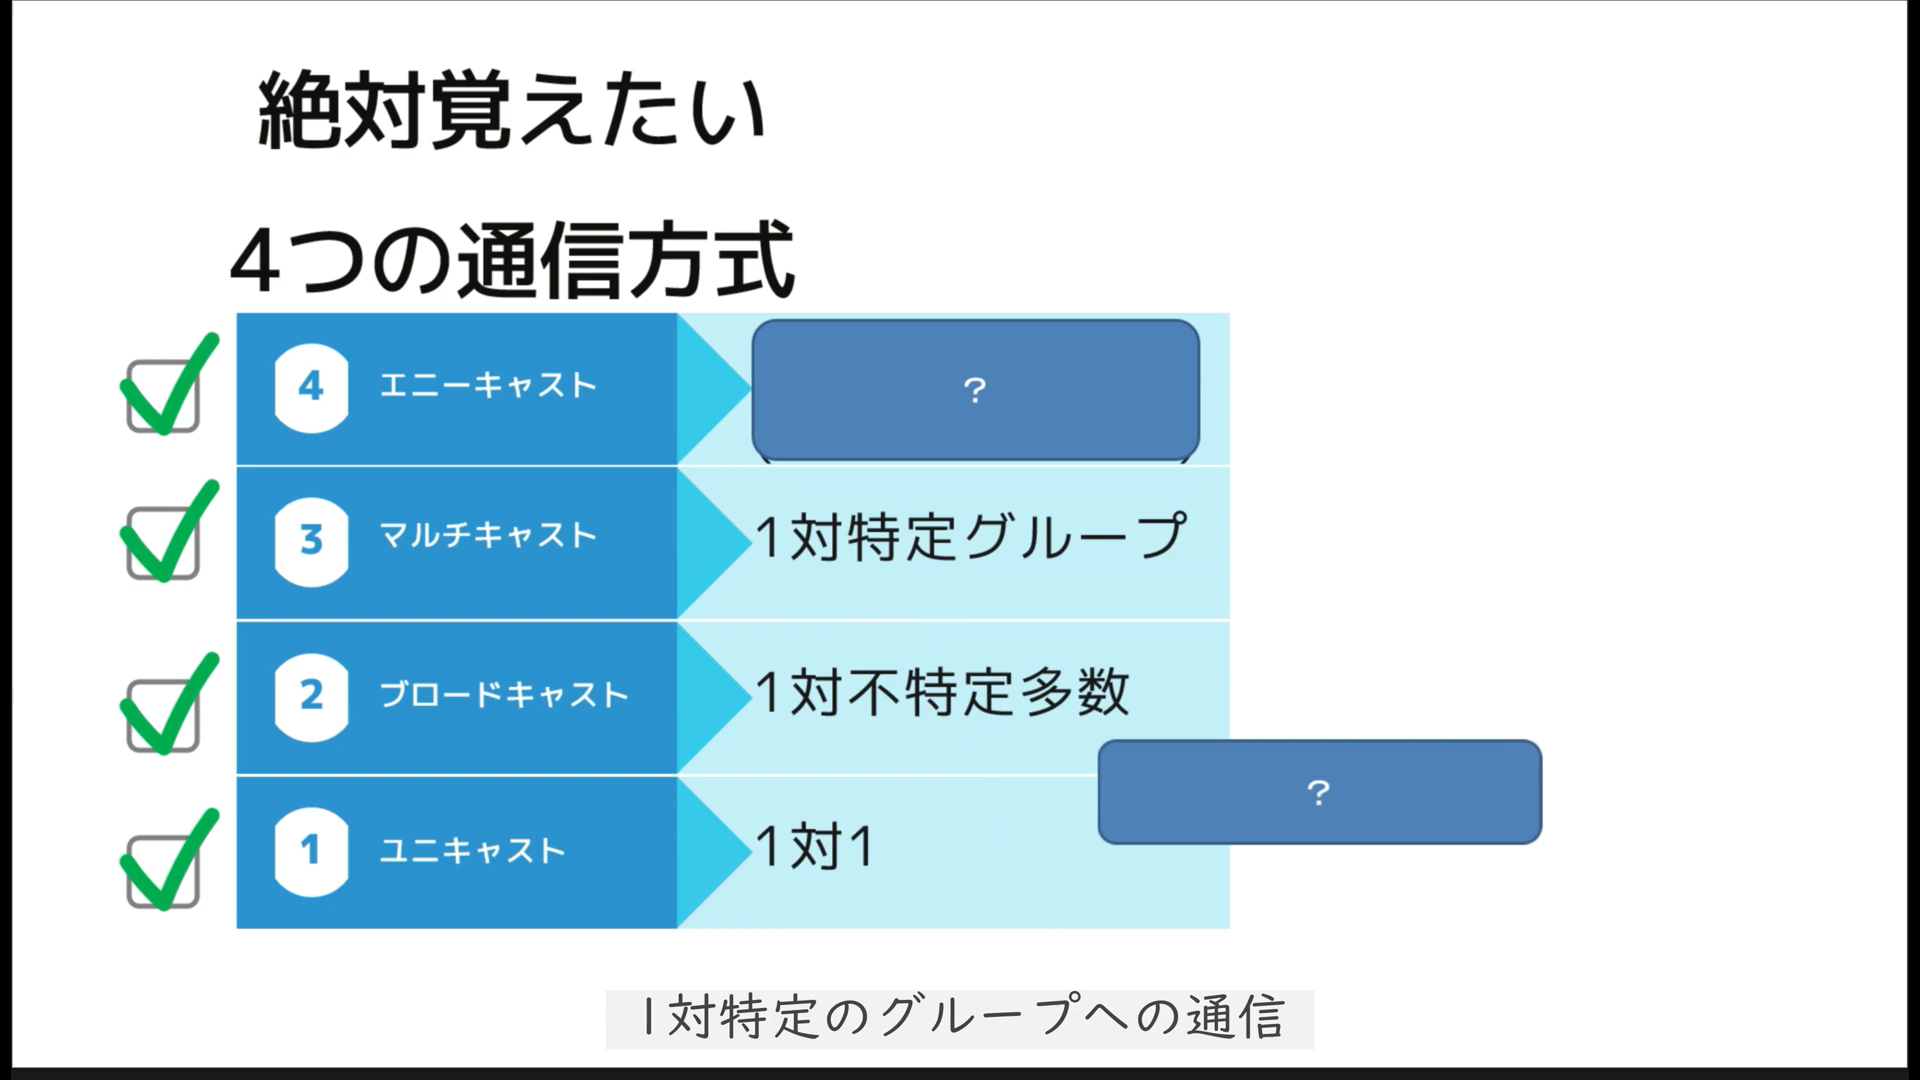 絶対覚えたい
4つの通信方式
4 エニーキャスト ?
3 マルチキャスト 1対特定グループ
2 ブロードキャスト 1対不特定多数
?
1 ユニキャスト 1対1
1対特定のグループへの通信